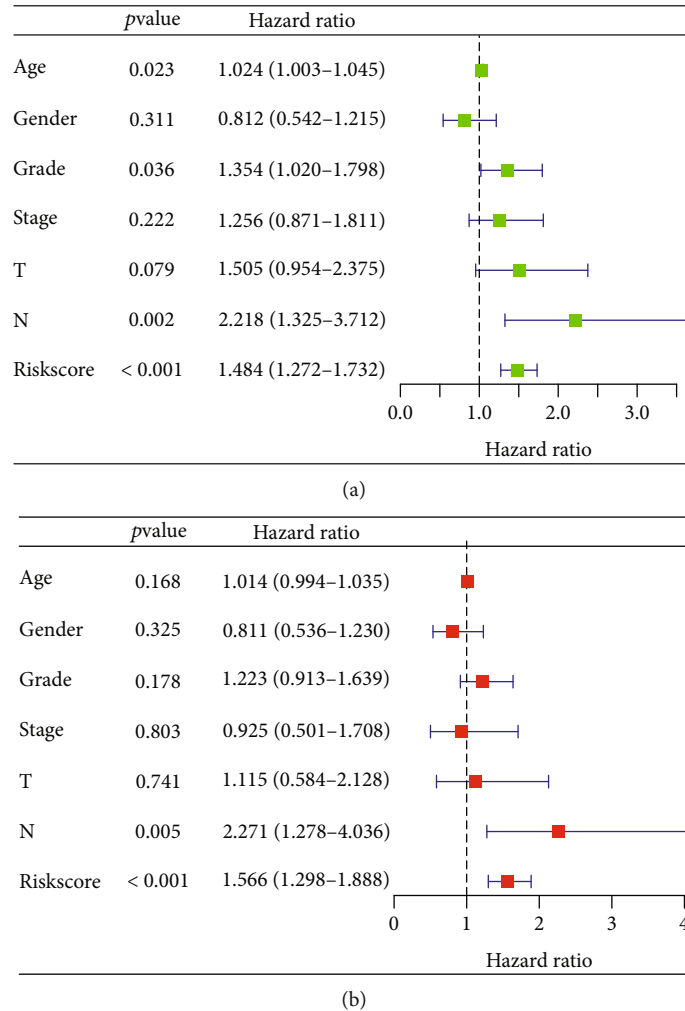 pvalue Hazard ratio
Age 0.023 1.024 (1.003–1.045)
Gender 0.311 0.812 (0.542–1.215)
Grade 0.036 1.354 (1.020–1.798)
Stage 0.222 1.256 (0.871–1.811)
T 0.079 1.505 (0.954–2.375)
N 0.002 2.218 (1.325–3.712)
Riskscore < 0.001 1.484 (1.272–1.732)
0.0 1.0 2.0 3.0
Hazard ratio
(a)
pvalue Hazard ratio
Age 0.168 1.014 (0.994–1.035)
Gender 0.325 0.811 (0.536–1.230)
Grade 0.178 1.223 (0.913–1.639)
Stage 0.803 0.925 (0.501–1.708)
T 0.741 1.115 (0.584–2.128)
N 0.005 2.271 (1.278–4.036)
Riskscore < 0.001 1.566 (1.298–1.888)
0 1 2 3 4
Hazard ratio
(b)